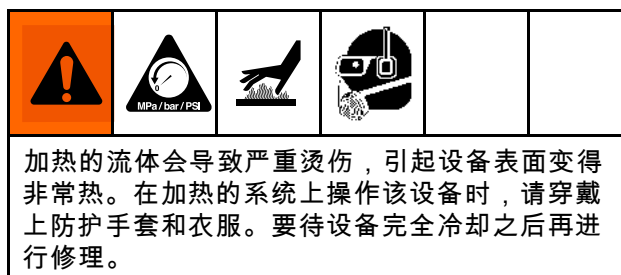 MPa/bar/PSI
加热的流体会导致严重烫伤，引起设备表面变得
非常热。在加热的系统上操作该设备时，请穿戴
上防护手套和衣服。要待设备完全冷却之后再进
行修理。